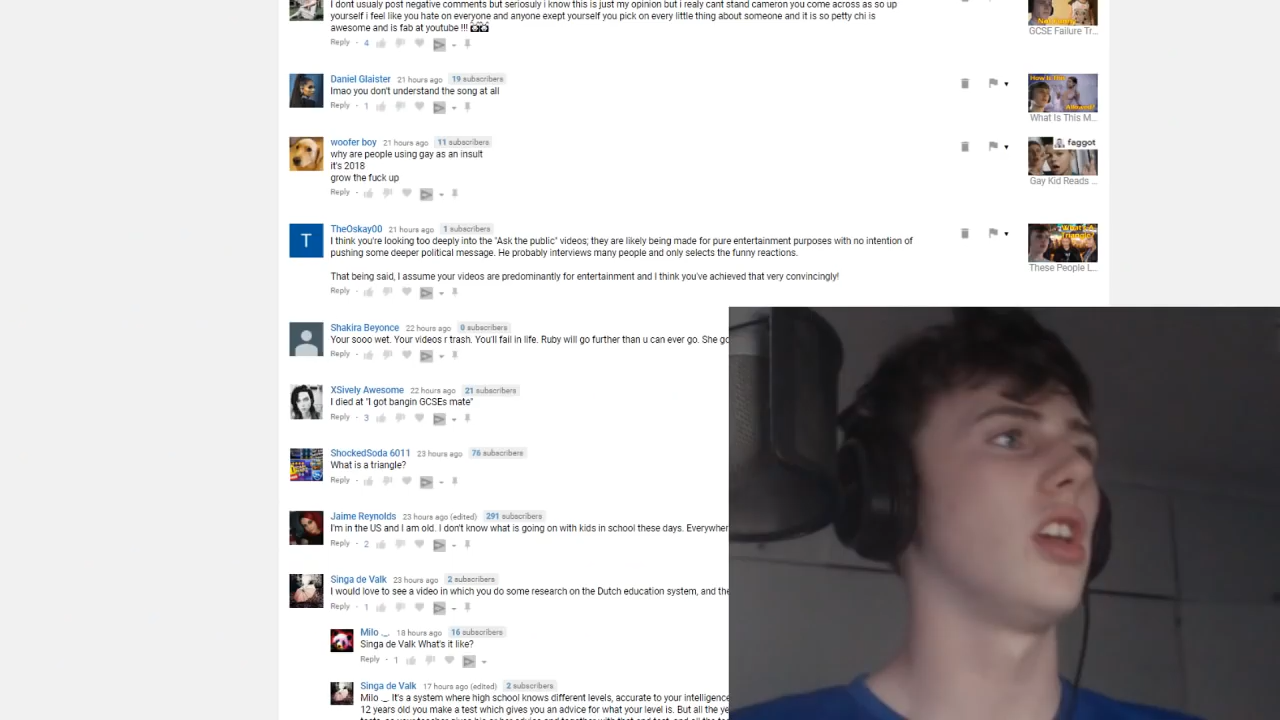 I dont usualy post negative comments but seriosuly i know this is just my opinion but i realy cant stand cameron you come across as so up
yourself i feel like you hate on everyone and anyone exept yourself you pick on every little thing about someone and it is so petty chi is
awesome and is fab at youtube !!!
Reply · 4
GCSE Failure Tr...
Daniel Glaister 21 hours ago 19 subscribers
lmao you don't understand the song at all
Reply · 1
How Is This
Allowed?
What Is This M...
woofer boy 21 hours ago 11 subscribers
why are people using gay as an insult
it's 2018
grow the fuck up
Reply ·
faggot
Gay Kid Reads ...
TheOskay00 21 hours ago 1 subscribers
I think you're looking too deeply into the "Ask the public" videos; they are likely being made for pure entertainment purposes with no intention of
pushing some deeper political message. He probably interviews many people and only selects the funny reactions.
That being said, I assume your videos are predominantly for entertainment and I think you've achieved that very convincingly!
Reply ·
What's A
Triangle?
These People L...
T
Shakira Beyonce 22 hours ago 0 subscribers
Your sooo wet. Your videos r trash. You'll fail in life. Ruby will go further than u can ever go. She go
Reply ·
XSively Awesome 22 hours ago 21 subscribers
I died at "I got bangin GCSEs mate"
Reply · 3
ShockedSoda 6011 23 hours ago 76 subscribers
What is a triangle?
Reply ·
Jaime Reynolds 23 hours ago (edited) 291 subscribers
I'm in the US and I am old. I don't know what is going on with kids in school these days. Everywher
Reply · 2
Singa de Valk 23 hours ago 2 subscribers
I would love to see a video in which you do some research on the Dutch education system, and the
Reply · 1
Milo ._. 18 hours ago 16 subscribers
Singa de Valk What's it like?
Reply · 1
Singa de Valk 17 hours ago (edited) 2 subscribers
Milo ._. It's a system where high school knows different levels, accurate to your intelligence
12 years old you make a test which gives you an advice for what your level is. But all the ye